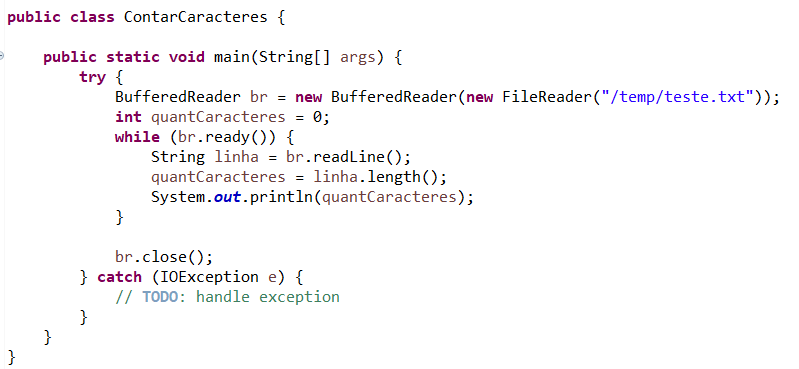 public class ContarCaracteres {
public static void main(String[] args) {
try {
BufferedReader br = new BufferedReader(new FileReader("/temp/teste.txt"));
int quantCaracteres = 0;
while (br.ready()) {
String linha = br.readLine();
quantCaracteres = linha.length();
System.out.println(quantCaracteres);
}
br.close();
} catch (IOException e) {
// TODO: handle exception
}
}
}